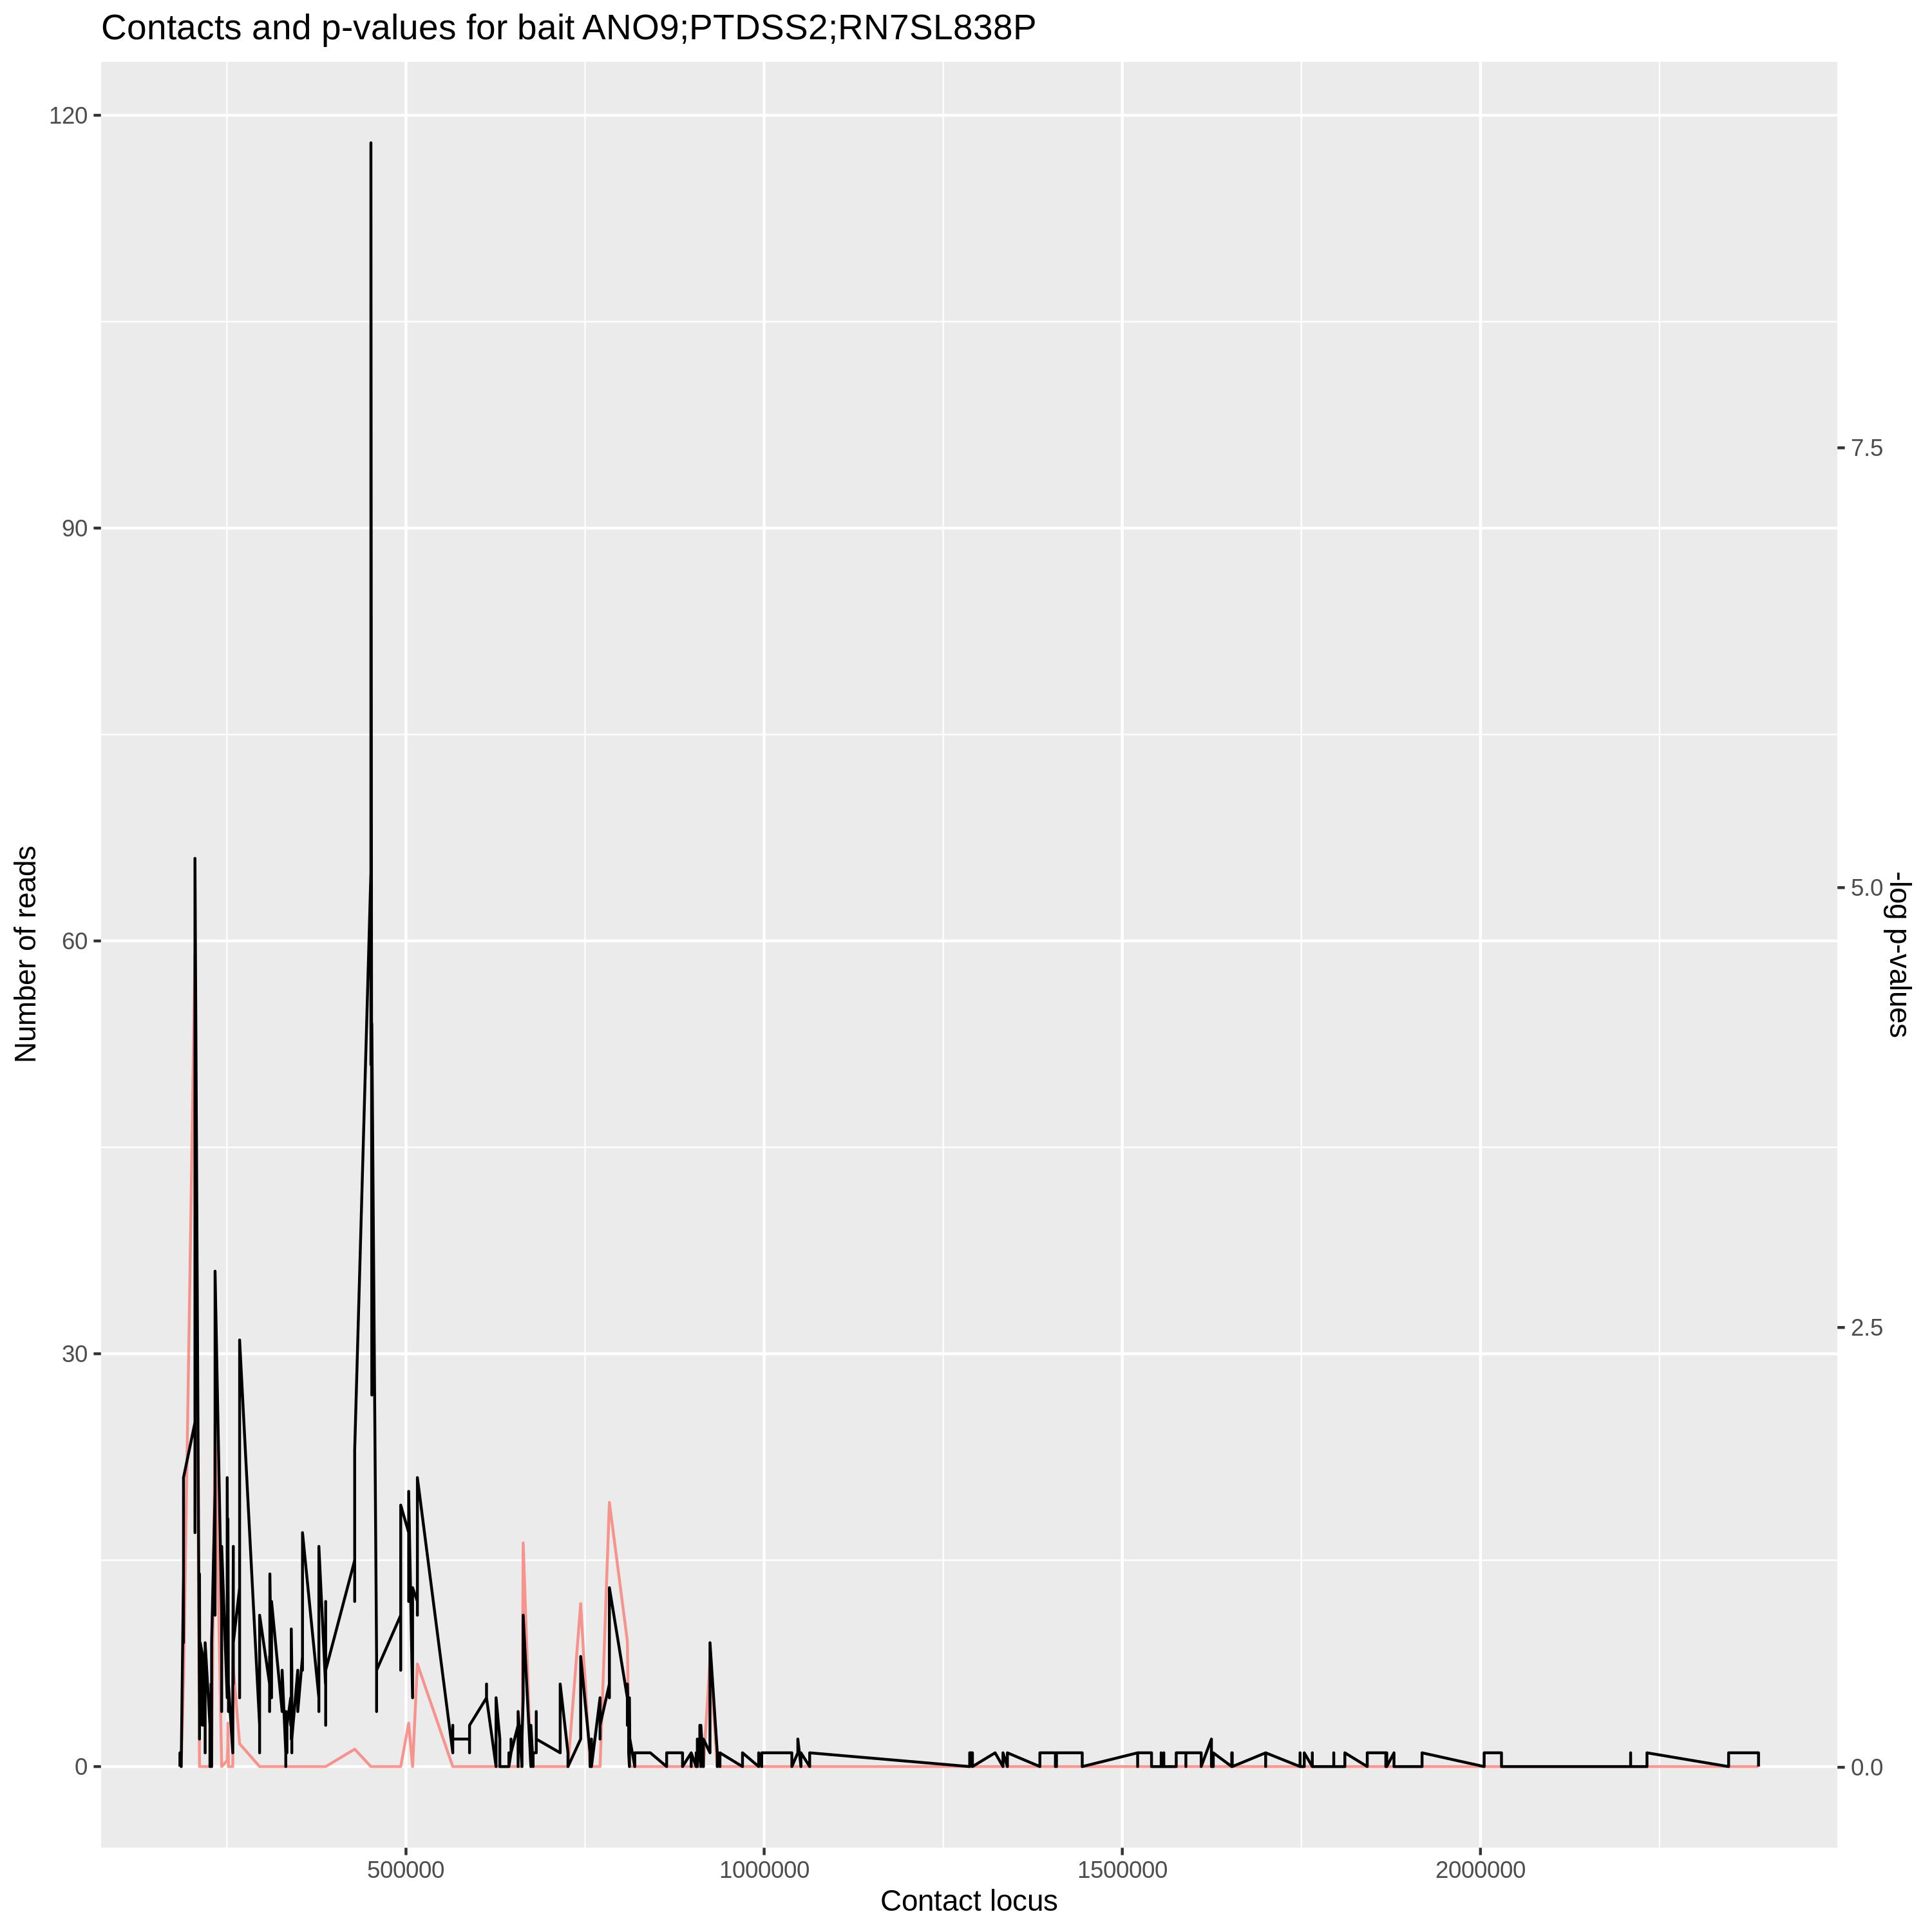 Contacts and p-values for bait ANO9;PTDSS2;RN7SL838P
120
90
60
30
0
Number of reads
7.5
5.0
2.5
0.0
-log p-values
500000 1000000 1500000 2000000
Contact locus